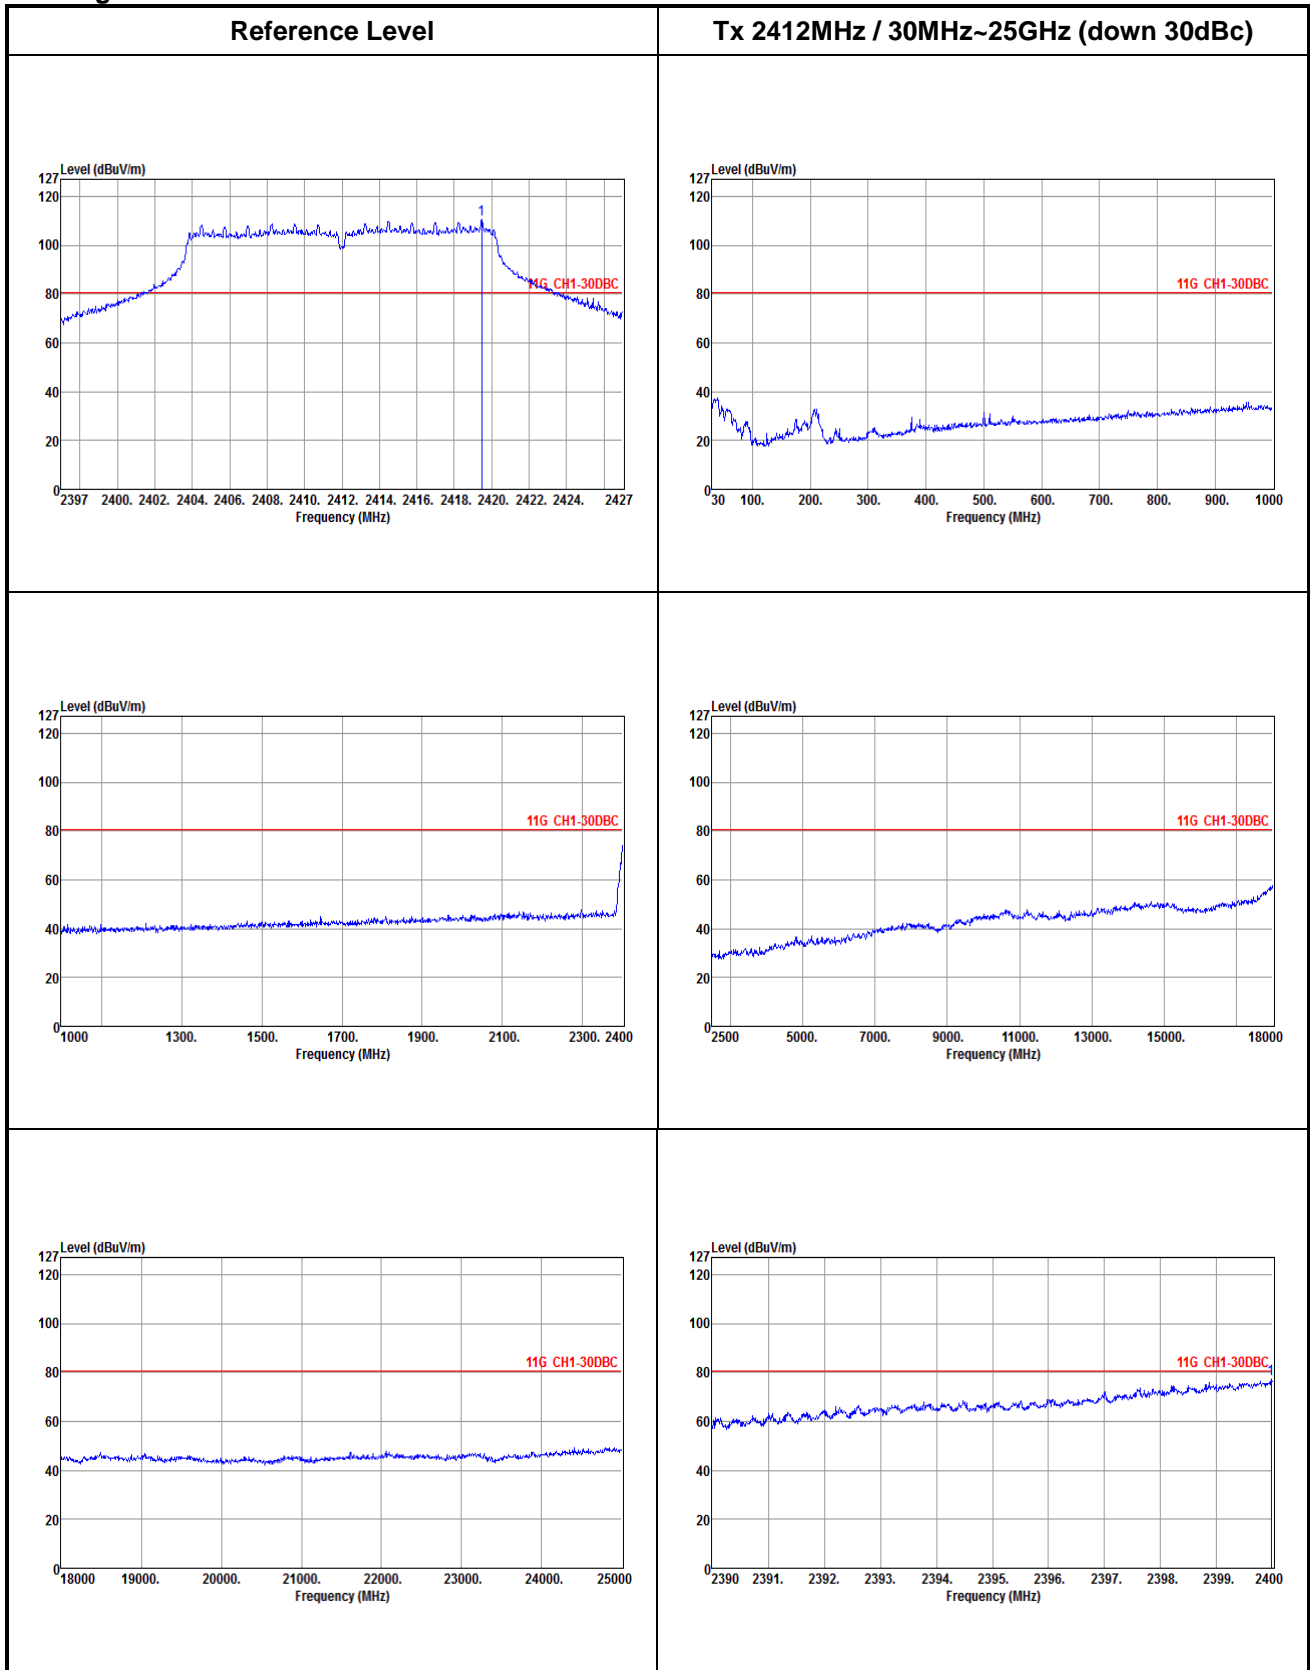 Reference Level
Tx 2412MHz / 30MHz~25GHz (down 30dBc)
Level (dBuV/m)
127
120
100
80
60
40
20
0
1
11G CH1-30DBC
2397 2400. 2402. 2404. 2406. 2408. 2410. 2412. 2414. 2416. 2418. 2420. 2422. 2424. 2427
Frequency (MHz)
Level (dBuV/m)
127
120
100
80
60
40
20
0
11G CH1-30DBC
30 100. 200. 300. 400. 500. 600. 700. 800. 900. 1000
Frequency (MHz)
Level (dBuV/m)
127
120
100
80
60
40
20
0
11G CH1-30DBC
1000 1300. 1500. 1700. 1900. 2100. 2300. 2400
Frequency (MHz)
Level (dBuV/m)
127
120
100
80
60
40
20
0
11G CH1-30DBC
2500 5000. 7000. 9000. 11000. 13000. 15000. 18000
Frequency (MHz)
Level (dBuV/m)
127
120
100
80
60
40
20
0
11G CH1-30DBC
18000 19000. 20000. 21000. 22000. 23000. 24000. 25000
Frequency (MHz)
Level (dBuV/m)
127
120
100
80
60
40
20
0
11G CH1-30DBC
1
2390 2391. 2392. 2393. 2394. 2395. 2396. 2397. 2398. 2399. 2400
Frequency (MHz)